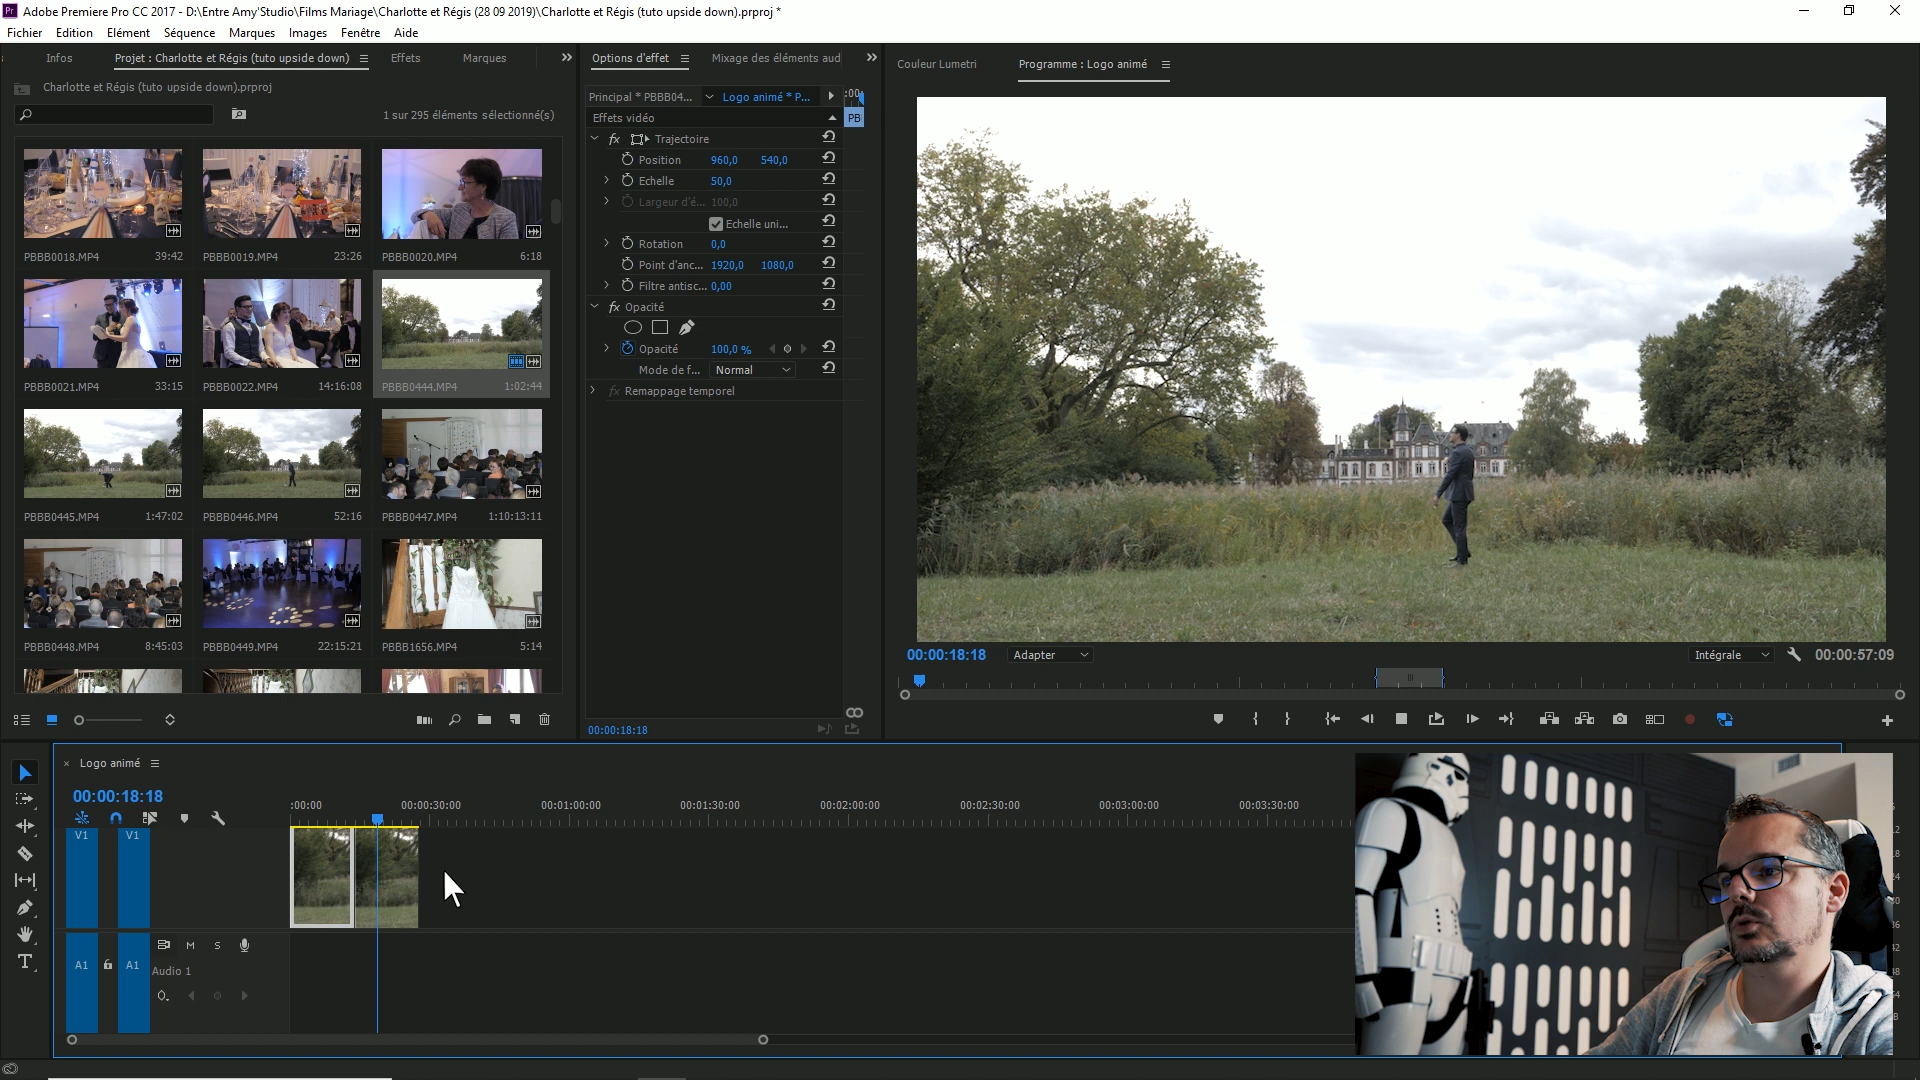 Adobe Premiere Pro CC 2017 - D:\Entre Amy'Studio\Films Mariage\Charlotte et Régis (28 09 2019)\Charlotte et Régis (tuto upside down).prproj *
Fichier Edition Elément Séquence Marques Images Fenêtre Aide
Infos Projet : Charlotte et Régis (tuto upside down) Effets Marques
Charlotte et Régis (tuto upside down).prproj
1 sur 295 éléments sélectionné(s)
PBBB0018.MP4 39:42 PBBB0019.MP4 23:26 PBBB0020.MP4 6:18
PBBB0021.MP4 33:15 PBBB0022.MP4 14:16:08 PBBB0444.MP4 1:02:44
PBBB0445.MP4 1:47:02 PBBB0446.MP4 52:16 PBBB0447.MP4 1:10:13:11
PBBB0448.MP4 8:45:03 PBBB0449.MP4 22:15:21 PBBB1656.MP4 5:14
Options d'effet Mixage des éléments aud
Principal * PBBB04... Logo animé * P... :00:
Effets vidéo PB
fx Trajectoire
Position 960,0 540,0
Echelle 50,0
Largeur d'é... 100,0
Echelle uni...
Rotation 0,0
Point d'anc... 1920,0 1080,0
Filtre antisc... 0,00
fx Opacité
Opacité 100,0 %
Mode de f... Normal
fx Remappage temporel
00:00:18:18
Couleur Lumetri Programme : Logo animé
00:00:18:18 Adapter Intégrale 00:00:57:09
× Logo animé
00:00:18:18
:00:00 00:00:30:00 00:01:00:00 00:01:30:00 00:02:00:00 00:02:30:00 00:03:00:00 00:03:30:00
V1 V1
A1 A1 M S
Audio 1